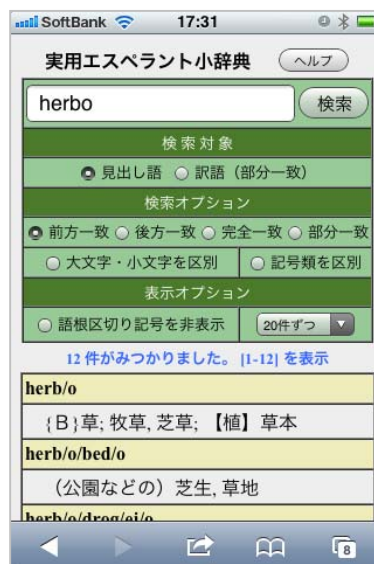 SoftBank 17:31
実用エスペラント小辞典 ヘルプ
herbo 検索
検索対象
見出し語 訳語（部分一致）
検索オプション
前方一致 後方一致 完全一致 部分一致
大文字・小文字を区別 記号類を区別
表示オプション
語根区切り記号を非表示 20件ずつ
12 件がみつかりました。 [1-12] を表示
herb/o
{B}草; 牧草, 芝草; 【植】草本
herb/o/bed/o
（公園などの）芝生, 草地
herb/o/drog/ej/o
8